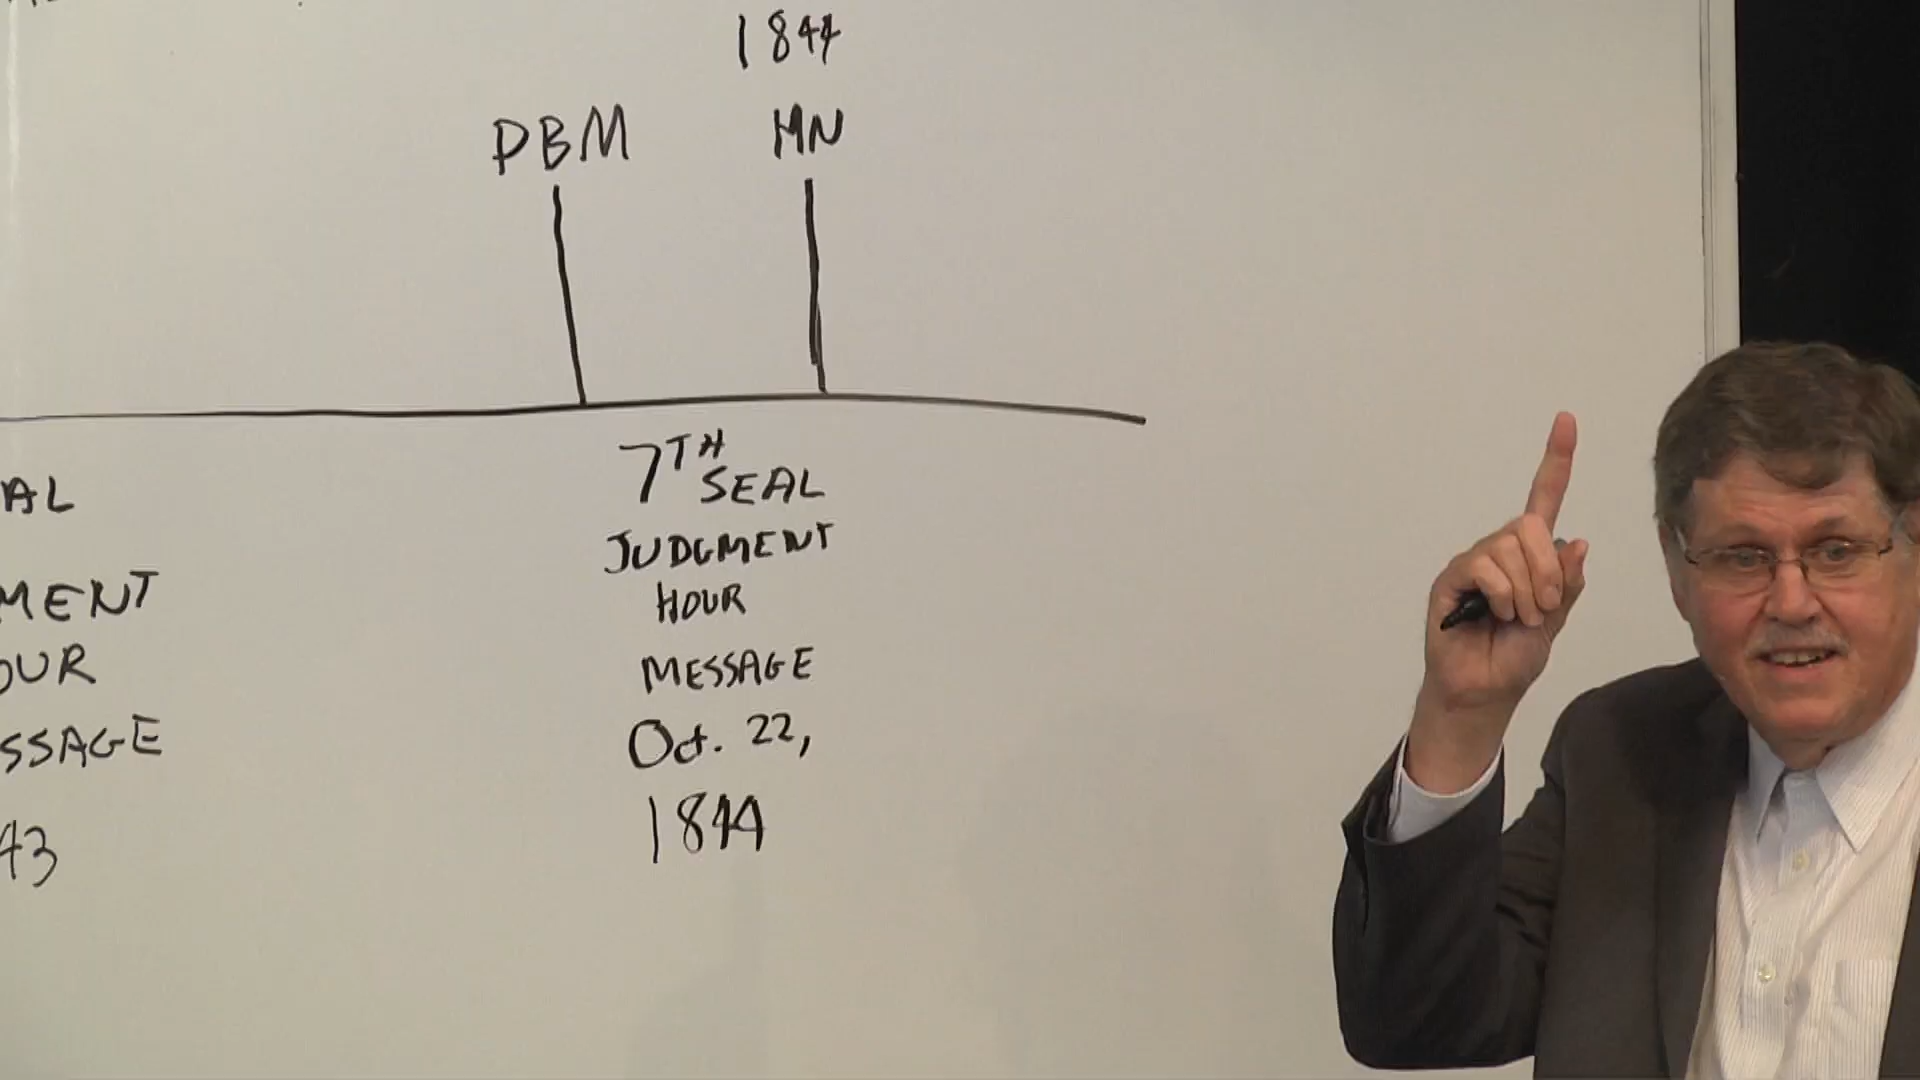 1844
PBM
MN
7TH SEAL
JUDGMENT
HOUR
MESSAGE
Oct. 22,
1844
AL
MENT
OUR
SSAGE
43